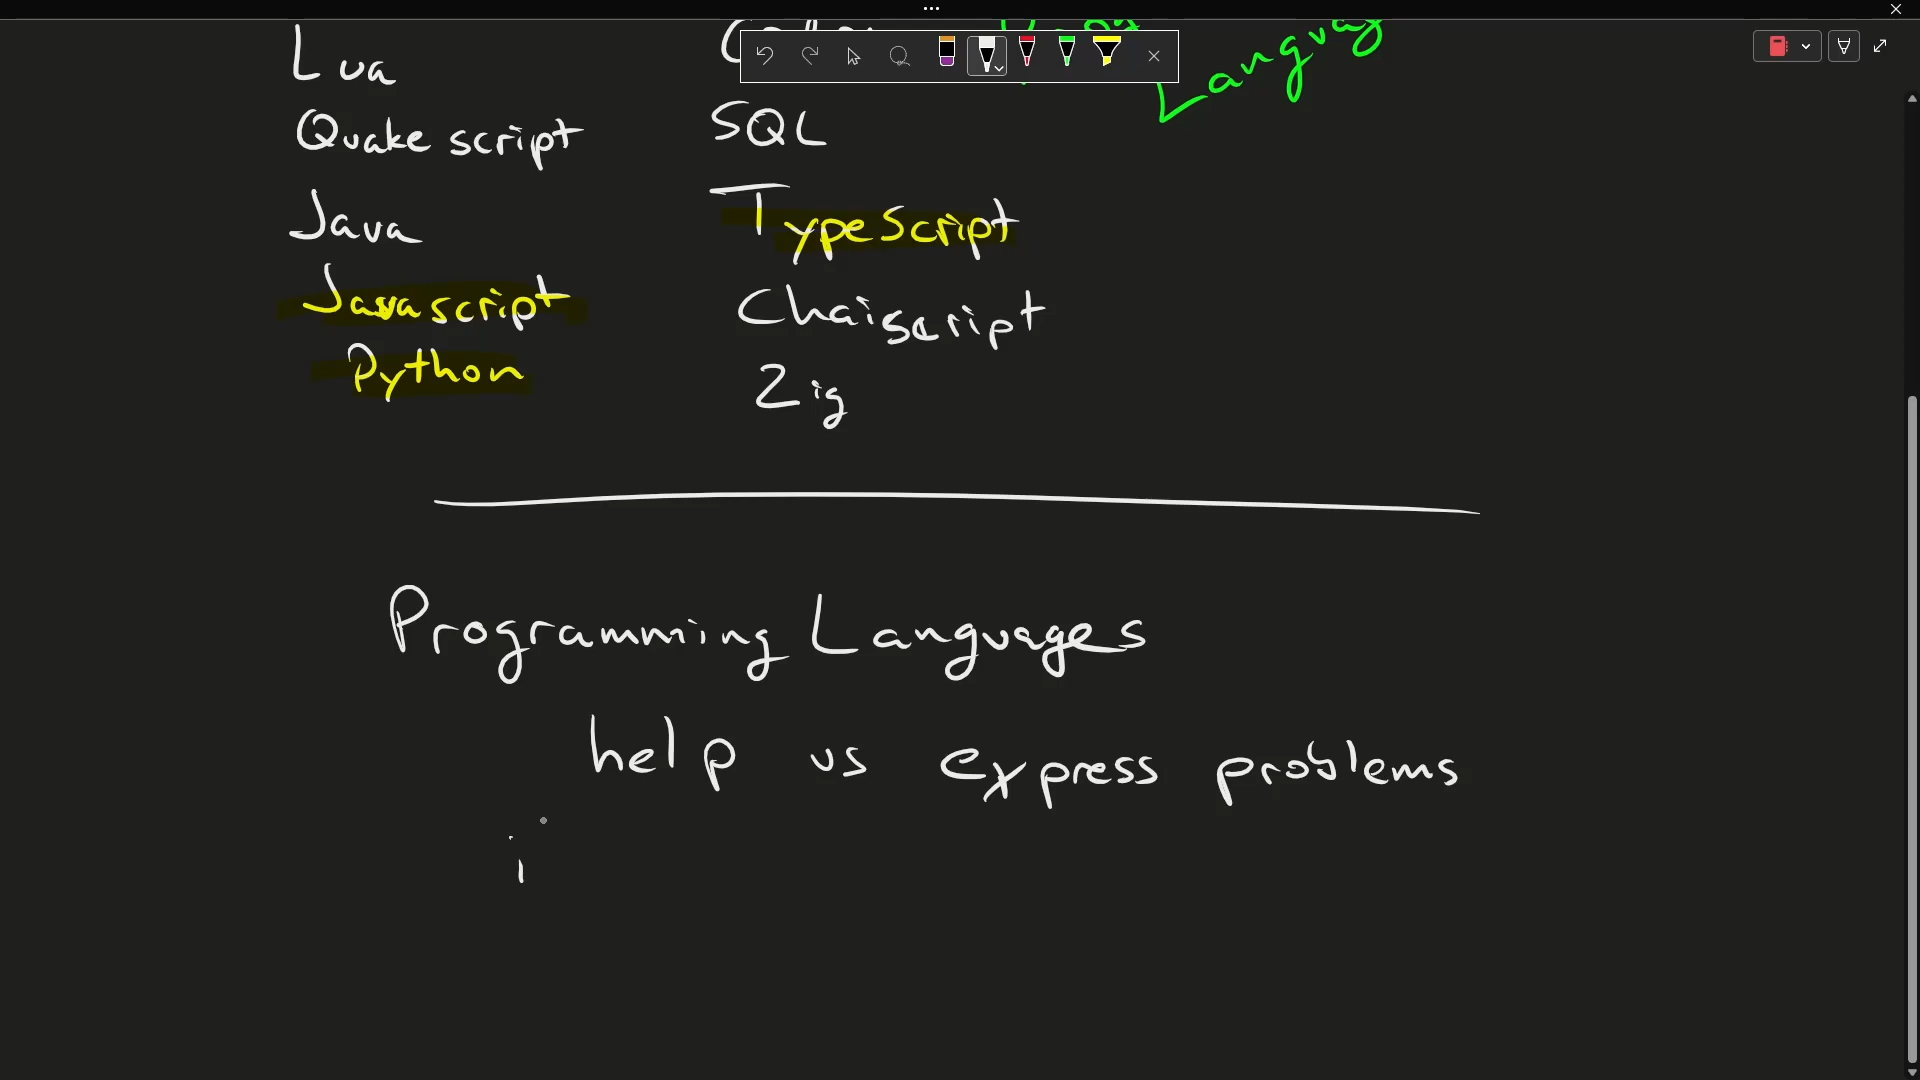 Lua
Quake script
Java
Javascript
Python
SQL
TypeScript
Chaiscript
Zig
Programming Languages
help us express problems
i